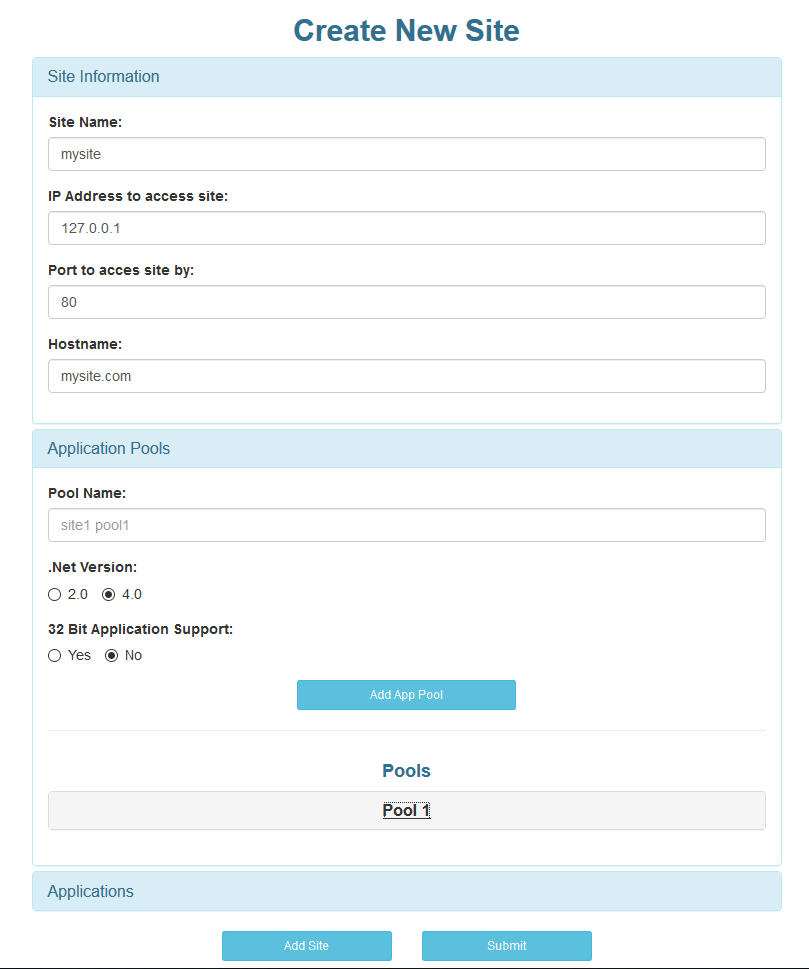 Create New Site
Site Information
Site Name:
mysite
IP Address to access site:
127.0.0.1
Port to acces site by:
80
Hostname:
mysite.com
Application Pools
Pool Name:
site1 pool1
.Net Version:
2.0 4.0
32 Bit Application Support:
Yes No
Add App Pool
Pools
Pool 1
Applications
Add Site Submit